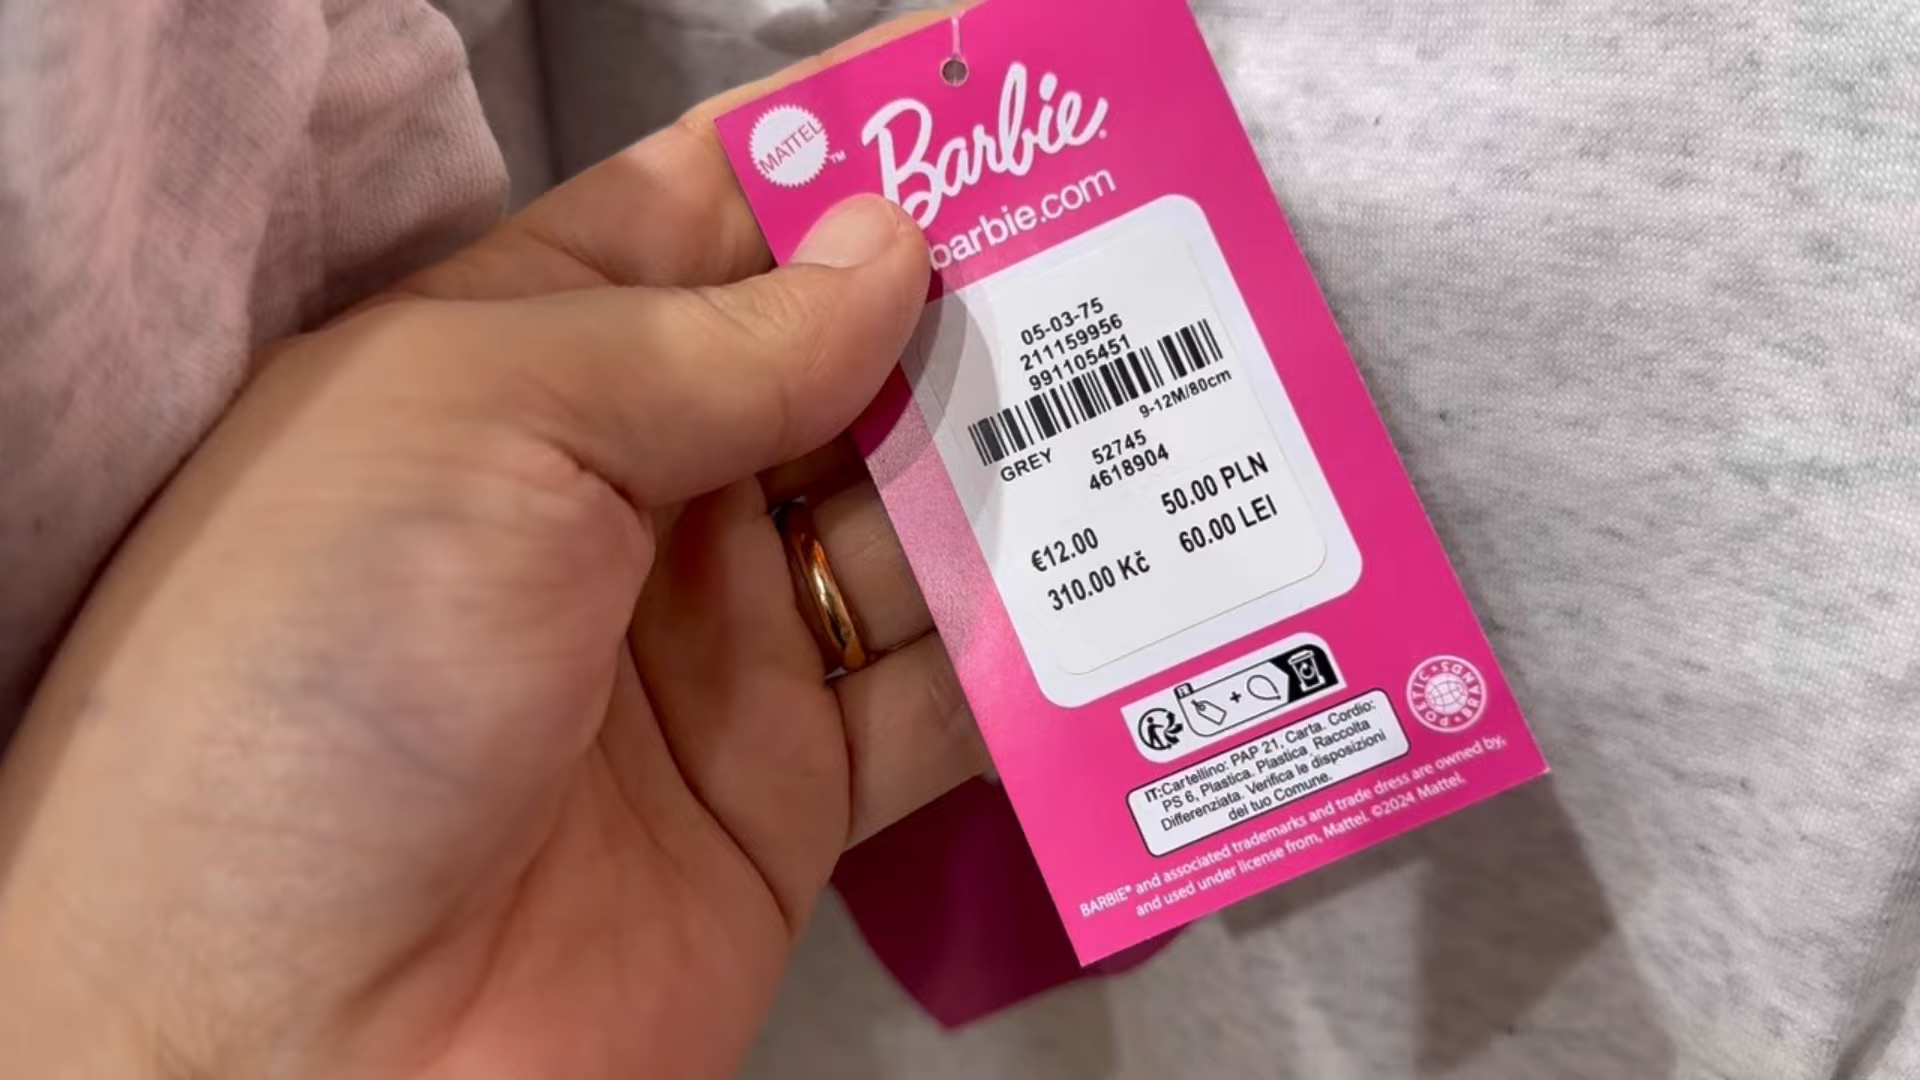 MATTEL
TM
Barbie
barbie.com
05-03-75
211159956
991105451
9-12M/80cm
GREY
52745
4618904
€12.00
50.00 PLN
310.00 Kč
60.00 LEI
FR
+
IT:Cartellino: PAP 21, Carta. Cordio:
PS 6, Plastica. Plastica Raccolta
Differenziata. Verifica le disposizioni
del tuo Comune.
POETIC BRANDS
BARBIE® and associated trademarks and trade dress are owned by,
and used under license from, Mattel. ©2024 Mattel.